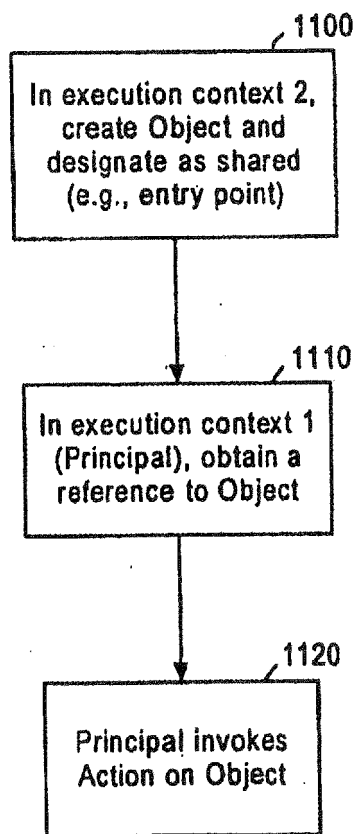 1100
In execution context 2,
create Object and
designate as shared
(e.g., entry point)
1110
In execution context 1
(Principal), obtain a
reference to Object
1120
Principal invokes
Action on Object